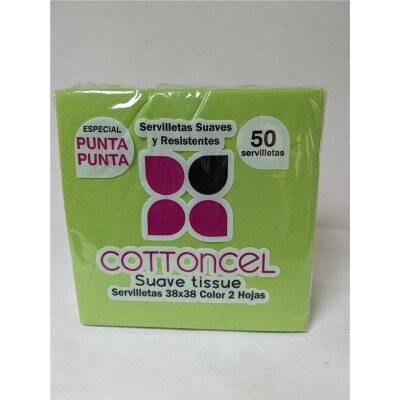 ESPECIAL
PUNTA
PUNTA
Servilletas Suaves
y Resistentes
50
servilletas
COTTONCEL
Suave tissue
Servilletas 38x38 Color 2 Hojas